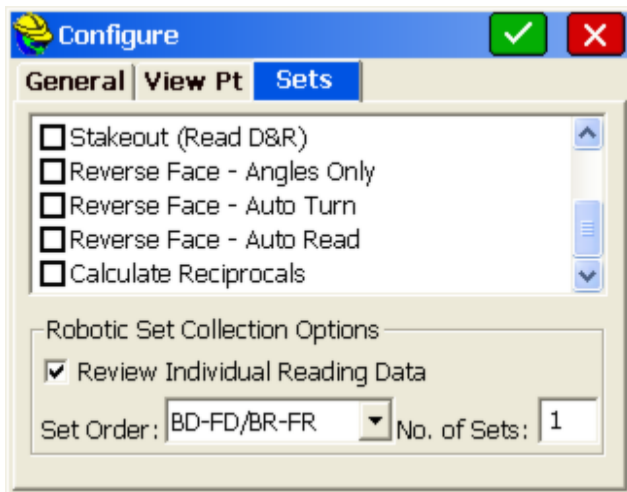 Configure
General View Pt Sets
Stakeout (Read D&R)
Reverse Face - Angles Only
Reverse Face - Auto Turn
Reverse Face - Auto Read
Calculate Reciprocals
Robotic Set Collection Options
Review Individual Reading Data
Set Order: BD-FD/BR-FR No. of Sets: 1